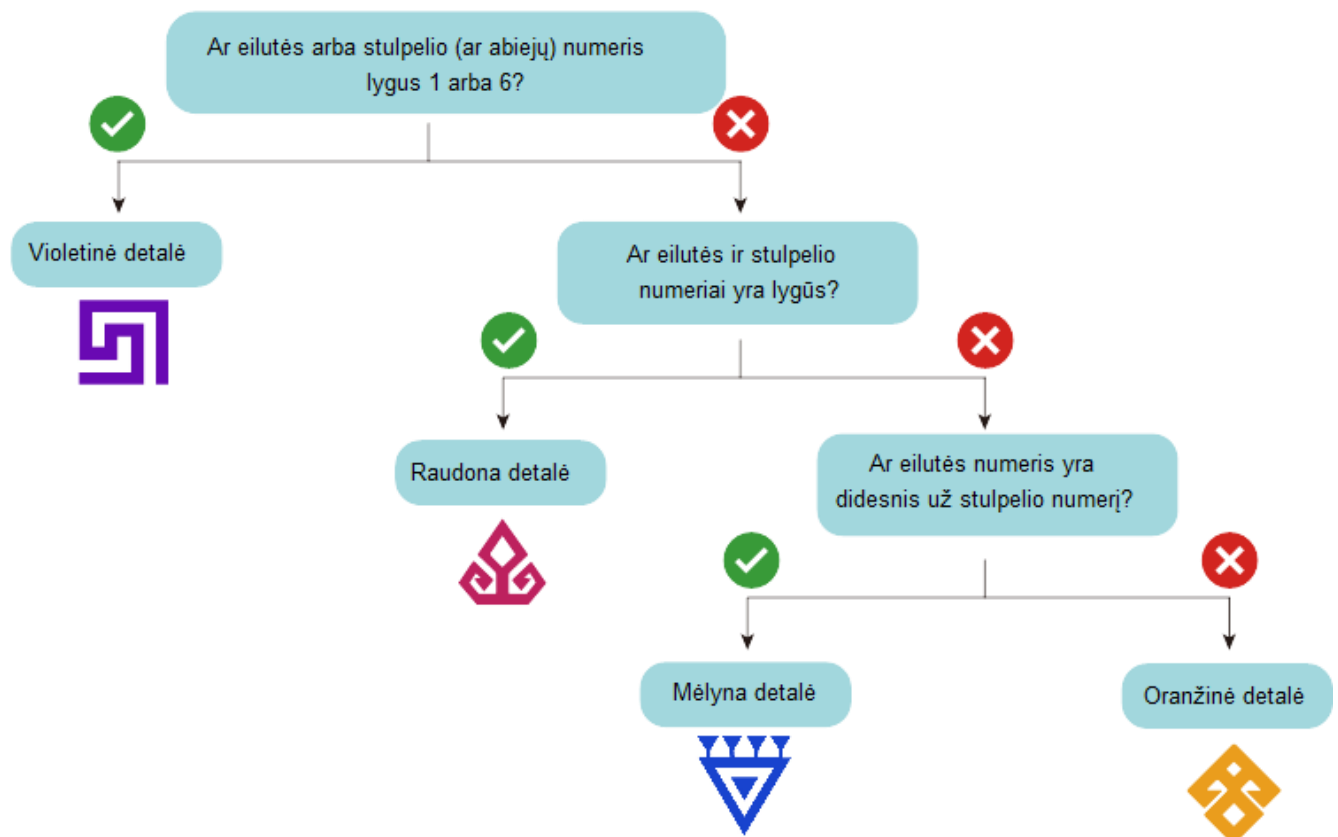 Ar eilutės arba stulpelio (ar abiejų) numeris
lygus 1 arba 6?
Violetinė detalė
Ar eilutės ir stulpelio
numeriai yra lygūs?
Raudona detalė
Ar eilutės numeris yra
didesnis už stulpelio numerį?
Mėlyna detalė
Oranžinė detalė